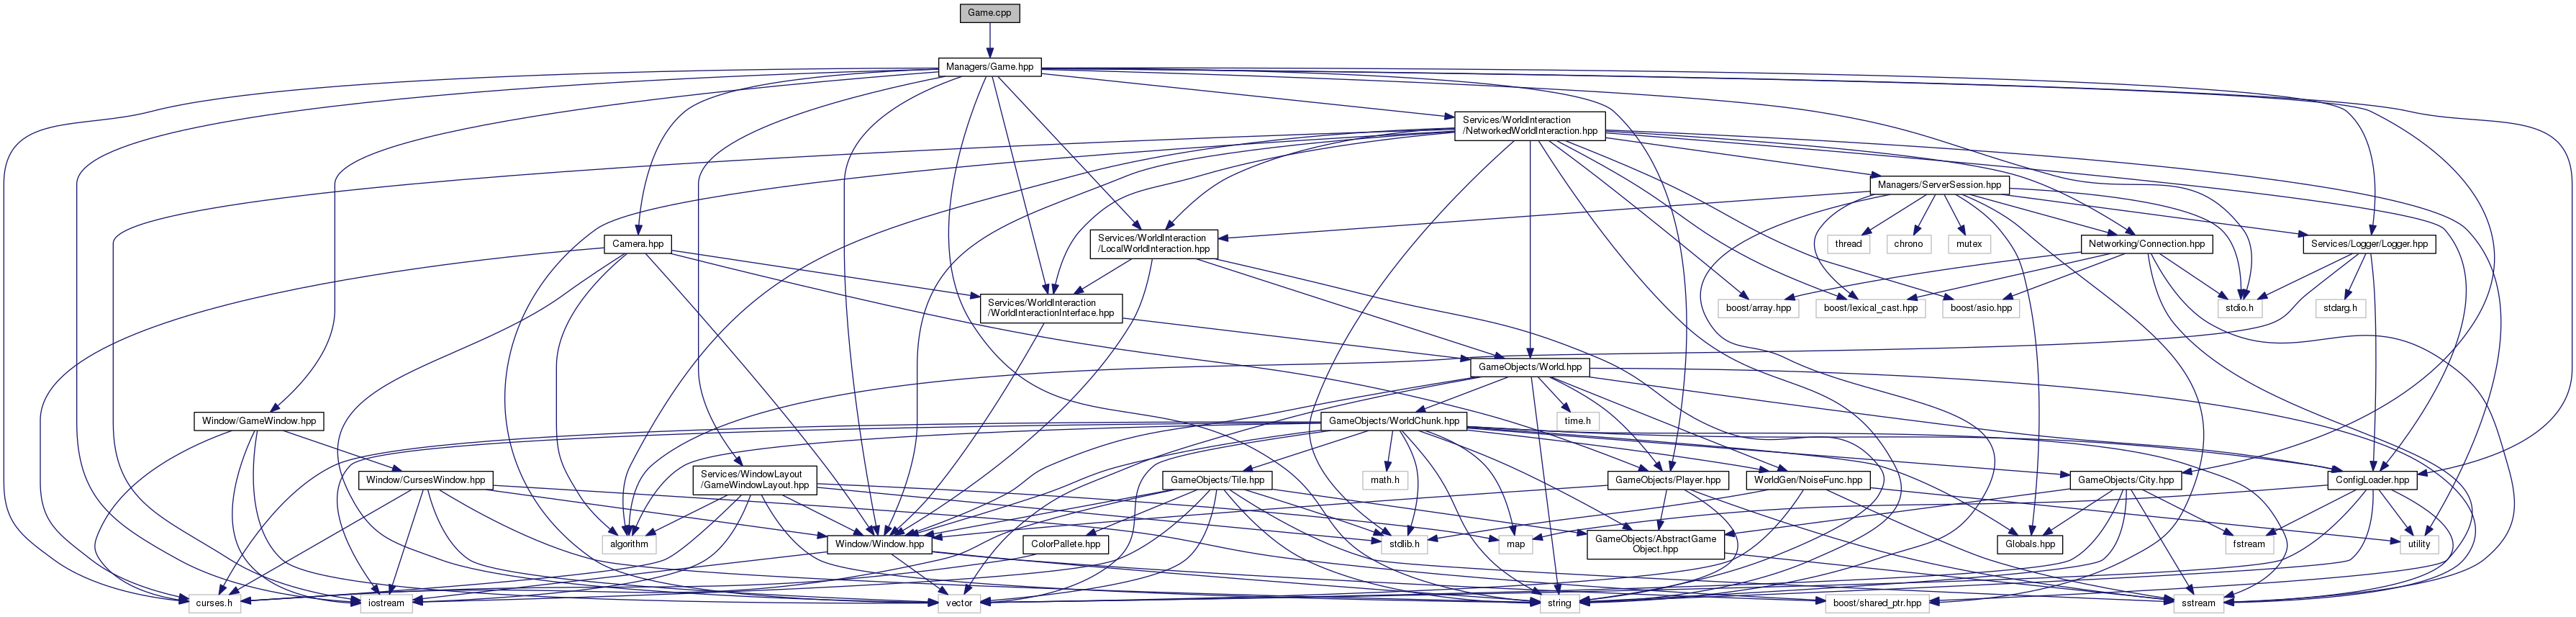 Game.cpp
Managers/Game.hpp
Services/WorldInteraction
/NetworkedWorldInteraction.hpp
Managers/ServerSession.hpp
Camera.hpp
Services/WorldInteraction
/LocalWorldInteraction.hpp
thread
chrono
mutex
Networking/Connection.hpp
Services/Logger/Logger.hpp
Services/WorldInteraction
/WorldInteractionInterface.hpp
boost/array.hpp
boost/lexical_cast.hpp
boost/asio.hpp
stdio.h
stdarg.h
GameObjects/World.hpp
Window/GameWindow.hpp
GameObjects/WorldChunk.hpp
time.h
Window/CursesWindow.hpp
Services/WindowLayout
/GameWindowLayout.hpp
GameObjects/Tile.hpp
math.h
GameObjects/Player.hpp
WorldGen/NoiseFunc.hpp
GameObjects/City.hpp
ConfigLoader.hpp
algorithm
Window/Window.hpp
ColorPallete.hpp
stdlib.h
map
GameObjects/AbstractGame
Object.hpp
Globals.hpp
fstream
utility
curses.h
iostream
vector
string
boost/shared_ptr.hpp
sstream